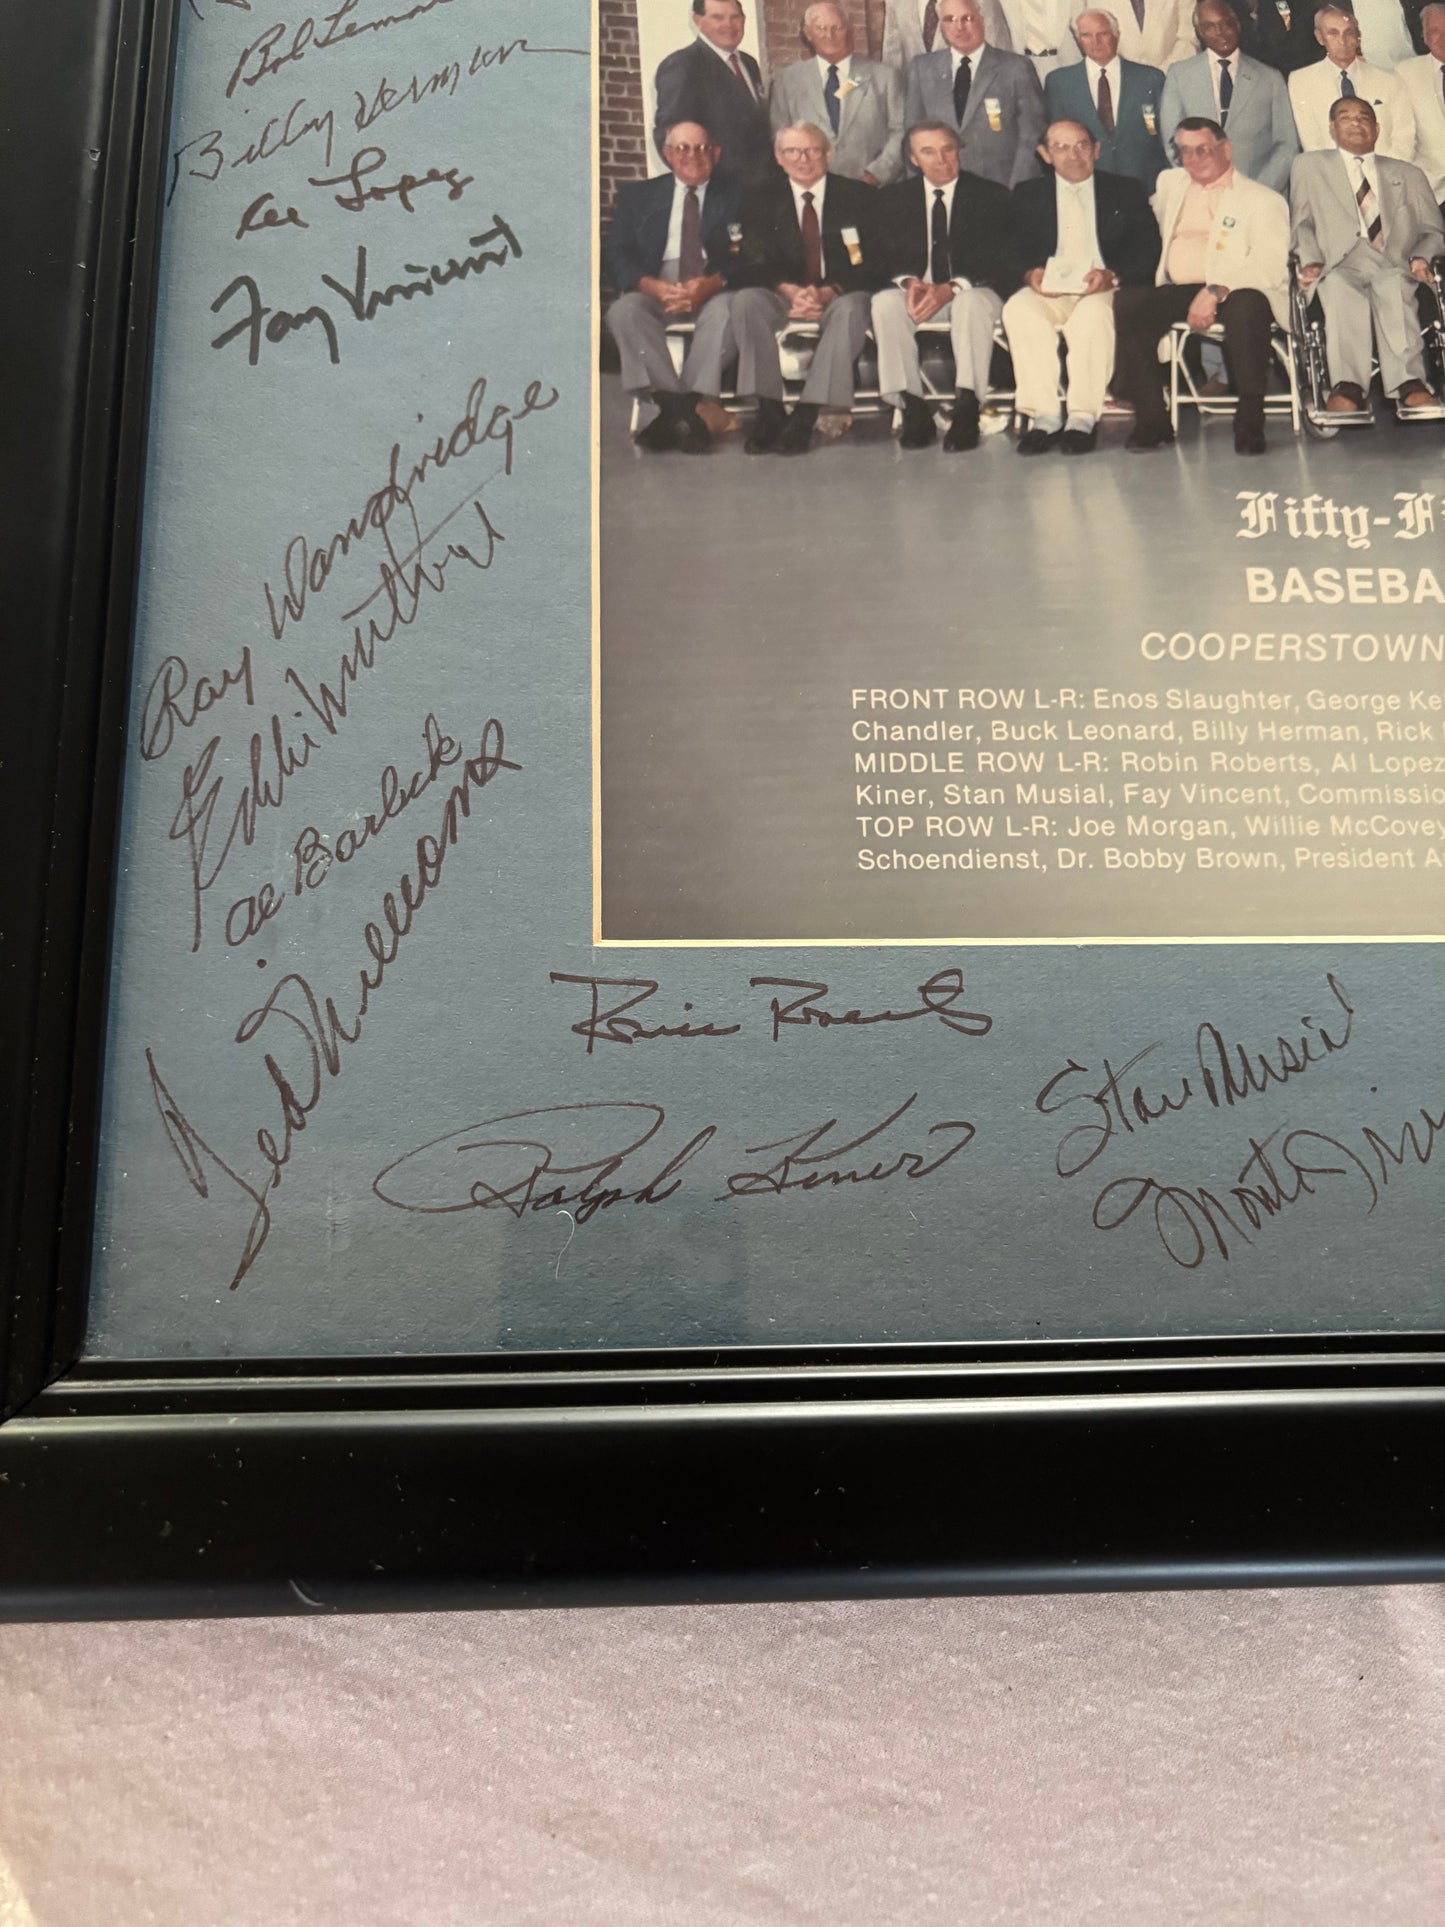 Bob Lemon
Billy Herman
Al Lopez
Fay Vincent
Ray Dandridge
Al Barlick
Ted Williams
Robin Roberts
Ralph Kiner
Stan Musial
Monte Irvin
Fifty-Fi
BASEBA
COOPERSTOWN
FRONT ROW L-R: Enos Slaughter, George Ke
Chandler, Buck Leonard, Billy Herman, Rick
MIDDLE ROW L-R: Robin Roberts, Al Lopez
Kiner, Stan Musial, Fay Vincent, Commissio
TOP ROW L-R: Joe Morgan, Willie McCovey
Schoendienst, Dr. Bobby Brown, President A